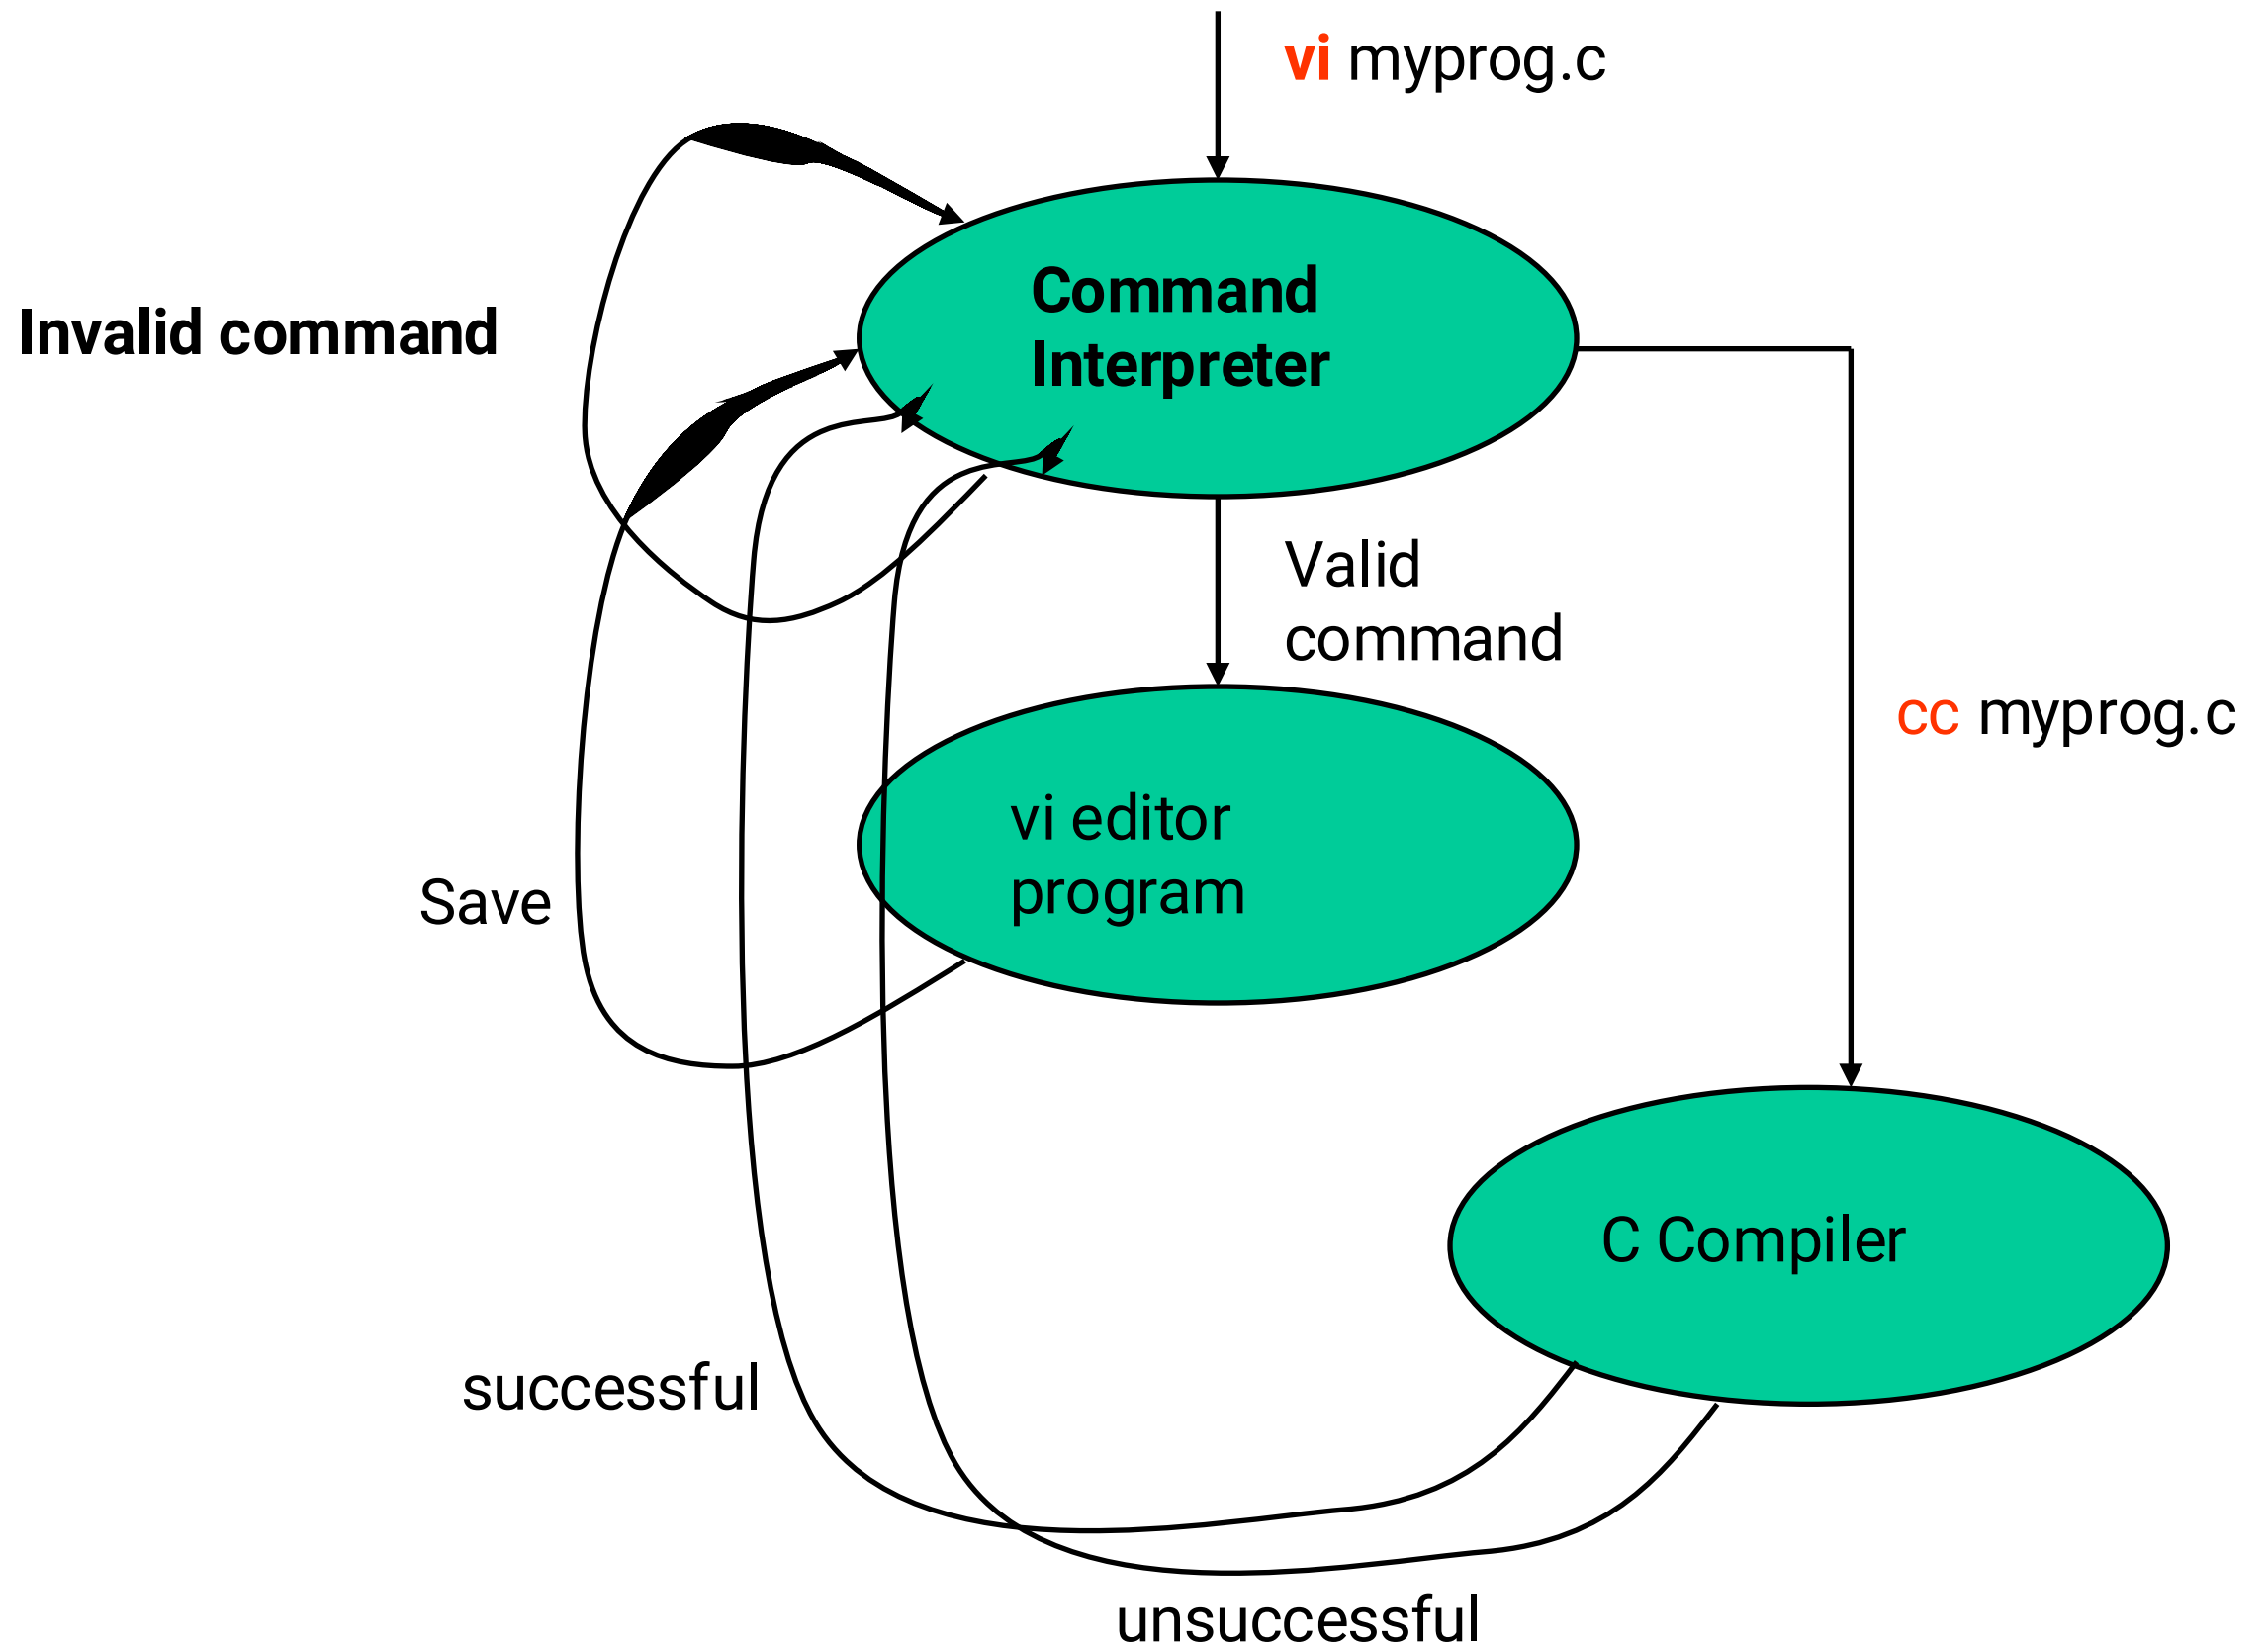 vi myprog.c
Invalid command
Command
Interpreter
Valid
command
cc myprog.c
vi editor
program
Save
C Compiler
successful
unsuccessful